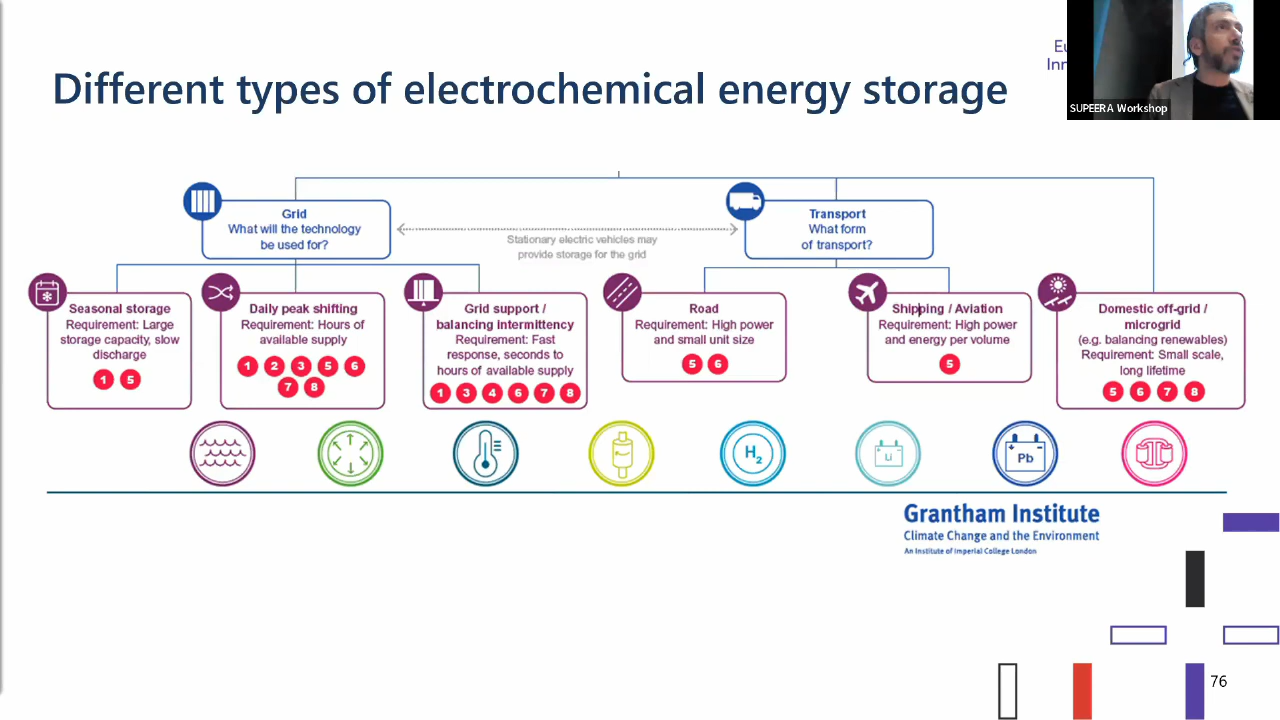 Different types of electrochemical energy storage
SUPEERA Workshop
Grid
What will the technology
be used for?
Stationary electric vehicles may
provide storage for the grid
Transport
What form
of transport?
Seasonal storage
Requirement: Large
storage capacity, slow
discharge
1 5
Daily peak shifting
Requirement: Hours of
available supply
1 2 3 5 6
7 8
Grid support /
balancing intermittency
Requirement: Fast
response, seconds to
hours of available supply
1 3 4 6 7 8
Road
Requirement: High power
and small unit size
5 6
Shipping / Aviation
Requirement: High power
and energy per volume
5
Domestic off-grid /
microgrid
(e.g. balancing renewables)
Requirement: Small scale,
long lifetime
5 6 7 8
H2
Pb
Grantham Institute
Climate Change and the Environment
An Institute of Imperial College London
76